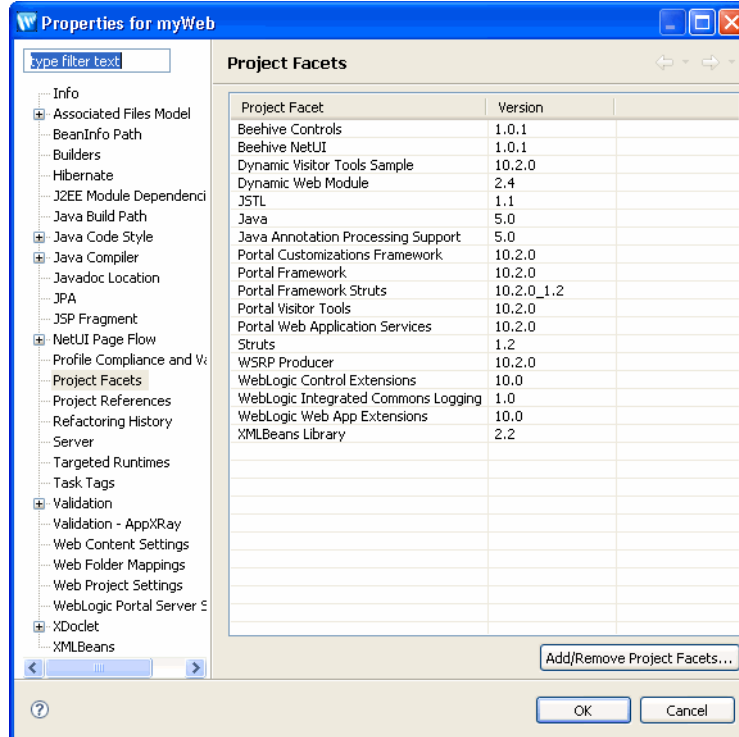 Properties for myWeb
type filter text
Project Facets
Info
Associated Files Model
BeanInfo Path
Builders
Hibernate
J2EE Module Dependenci
Java Build Path
Java Code Style
Java Compiler
Javadoc Location
JPA
JSP Fragment
NetUI Page Flow
Profile Compliance and Va
Project Facets
Project References
Refactoring History
Server
Targeted Runtimes
Task Tags
Validation
Validation - AppXRay
Web Content Settings
Web Folder Mappings
Web Project Settings
WebLogic Portal Server S
XDoclet
XMLBeans
Project Facet Version
Beehive Controls 1.0.1
Beehive NetUI 1.0.1
Dynamic Visitor Tools Sample 10.2.0
Dynamic Web Module 2.4
JSTL 1.1
Java 5.0
Java Annotation Processing Support 5.0
Portal Customizations Framework 10.2.0
Portal Framework 10.2.0
Portal Framework Struts 10.2.0_1.2
Portal Visitor Tools 10.2.0
Portal Web Application Services 10.2.0
Struts 1.2
WSRP Producer 10.2.0
WebLogic Control Extensions 10.0
WebLogic Integrated Commons Logging 1.0
WebLogic Web App Extensions 10.0
XMLBeans Library 2.2
Add/Remove Project Facets...
OK Cancel